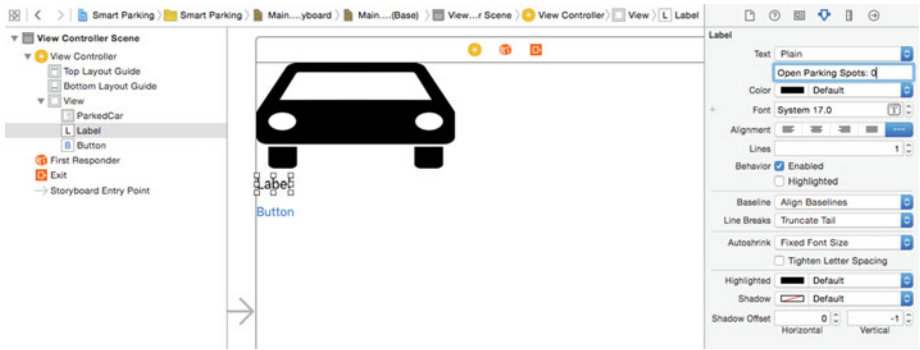 Smart Parking Smart Parking Main....yboard Main....(Base) View...r Scene View Controller View L Label
View Controller Scene
View Controller
Top Layout Guide
Bottom Layout Guide
View
ParkedCar
L Label
B Button
First Responder
Exit
Storyboard Entry Point
Label
Button
Label
Text Plain
Open Parking Spots: 0
Color Default
Font System 17.0
Alignment
Lines 1
Behavior Enabled
Highlighted
Baseline Align Baselines
Line Breaks Truncate Tail
Autoshrink Fixed Font Size
Tighten Letter Spacing
Highlighted Default
Shadow Default
Shadow Offset 0 -1
Horizontal Vertical